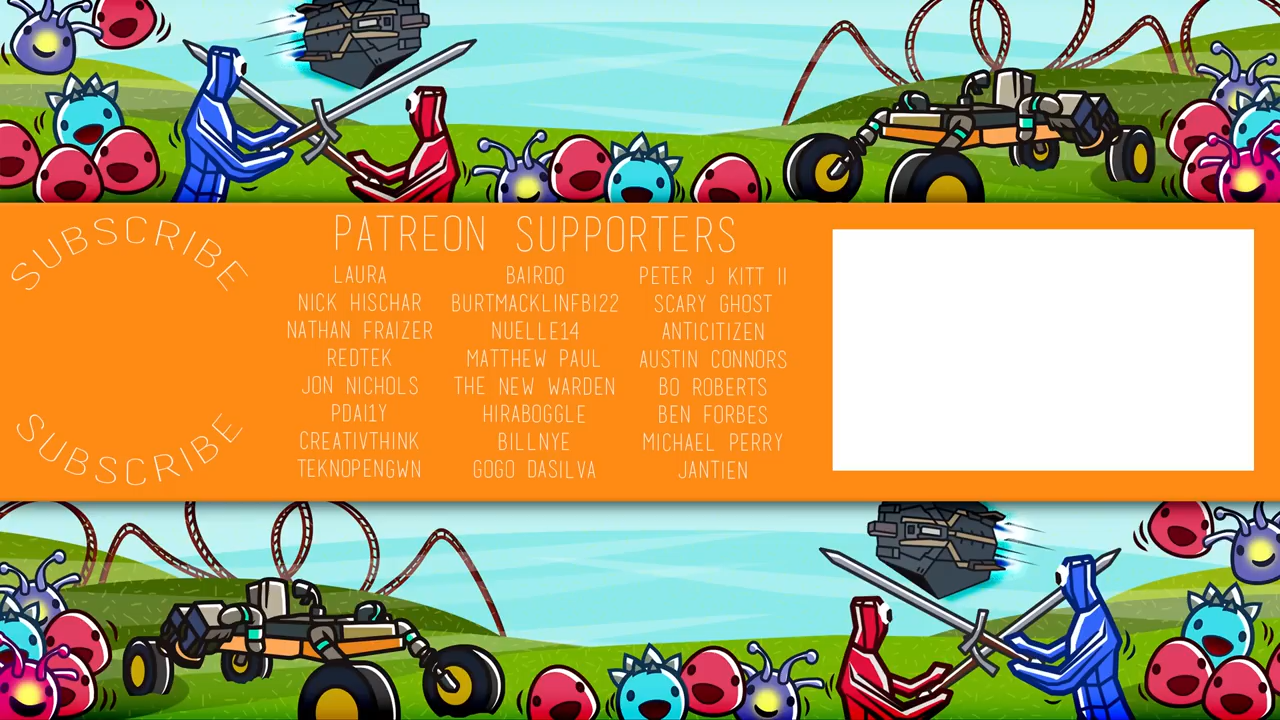 SUBSCRIBE
SUBSCRIBE
PATREON SUPPORTERS
LAURA
NICK HISCHAR
NATHAN FRAIZER
REDTEK
JON NICHOLS
PDAI1Y
CREATIVTHINK
TEKNOPENGWN
BAIRDO
BURTMACKLINFBI22
NUELLE14
MATTHEW PAUL
THE NEW WARDEN
HIRABOGGLE
BILLNYE
GOGO DASILVA
PETER J KITT II
SCARY GHOST
ANTICITIZEN
AUSTIN CONNORS
BO ROBERTS
BEN FORBES
MICHAEL PERRY
JANTIEN